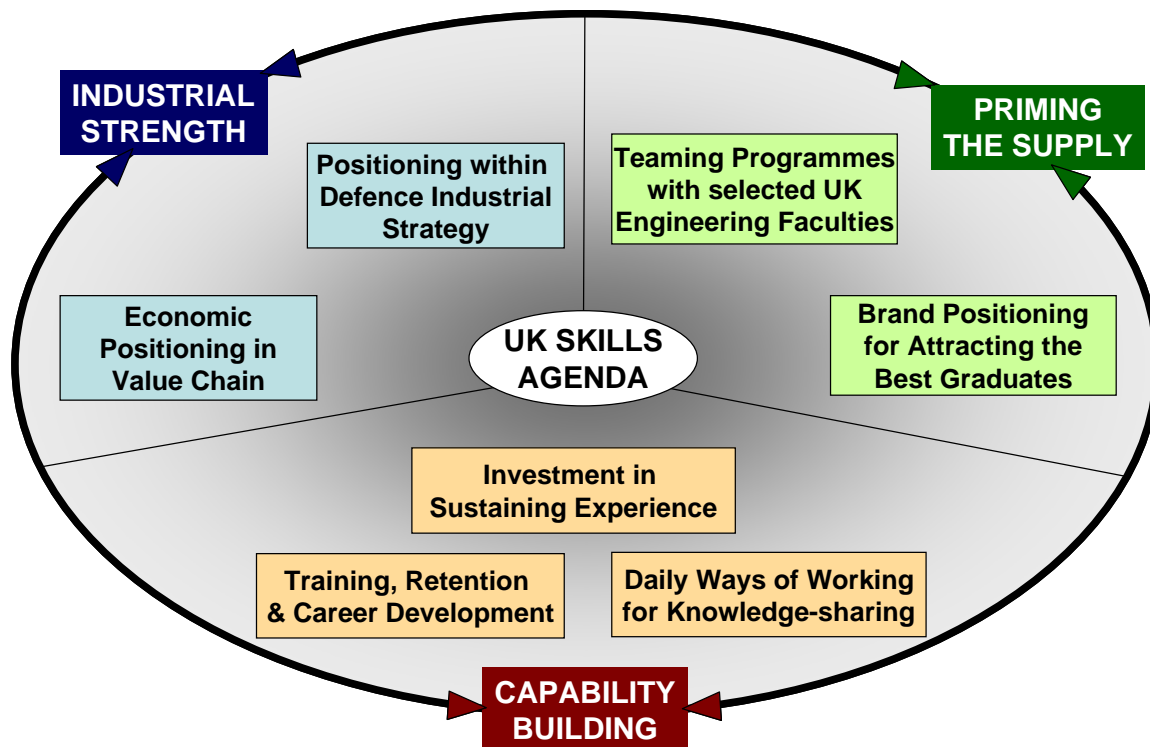 INDUSTRIAL
STRENGTH
PRIMING
THE SUPPLY
Positioning within
Defence Industrial
Strategy
Teaming Programmes
with selected UK
Engineering Faculties
Economic
Positioning in
Value Chain
UK SKILLS
AGENDA
Brand Positioning
for Attracting the
Best Graduates
Investment in
Sustaining Experience
Training, Retention
& Career Development
Daily Ways of Working
for Knowledge-sharing
CAPABILITY
BUILDING